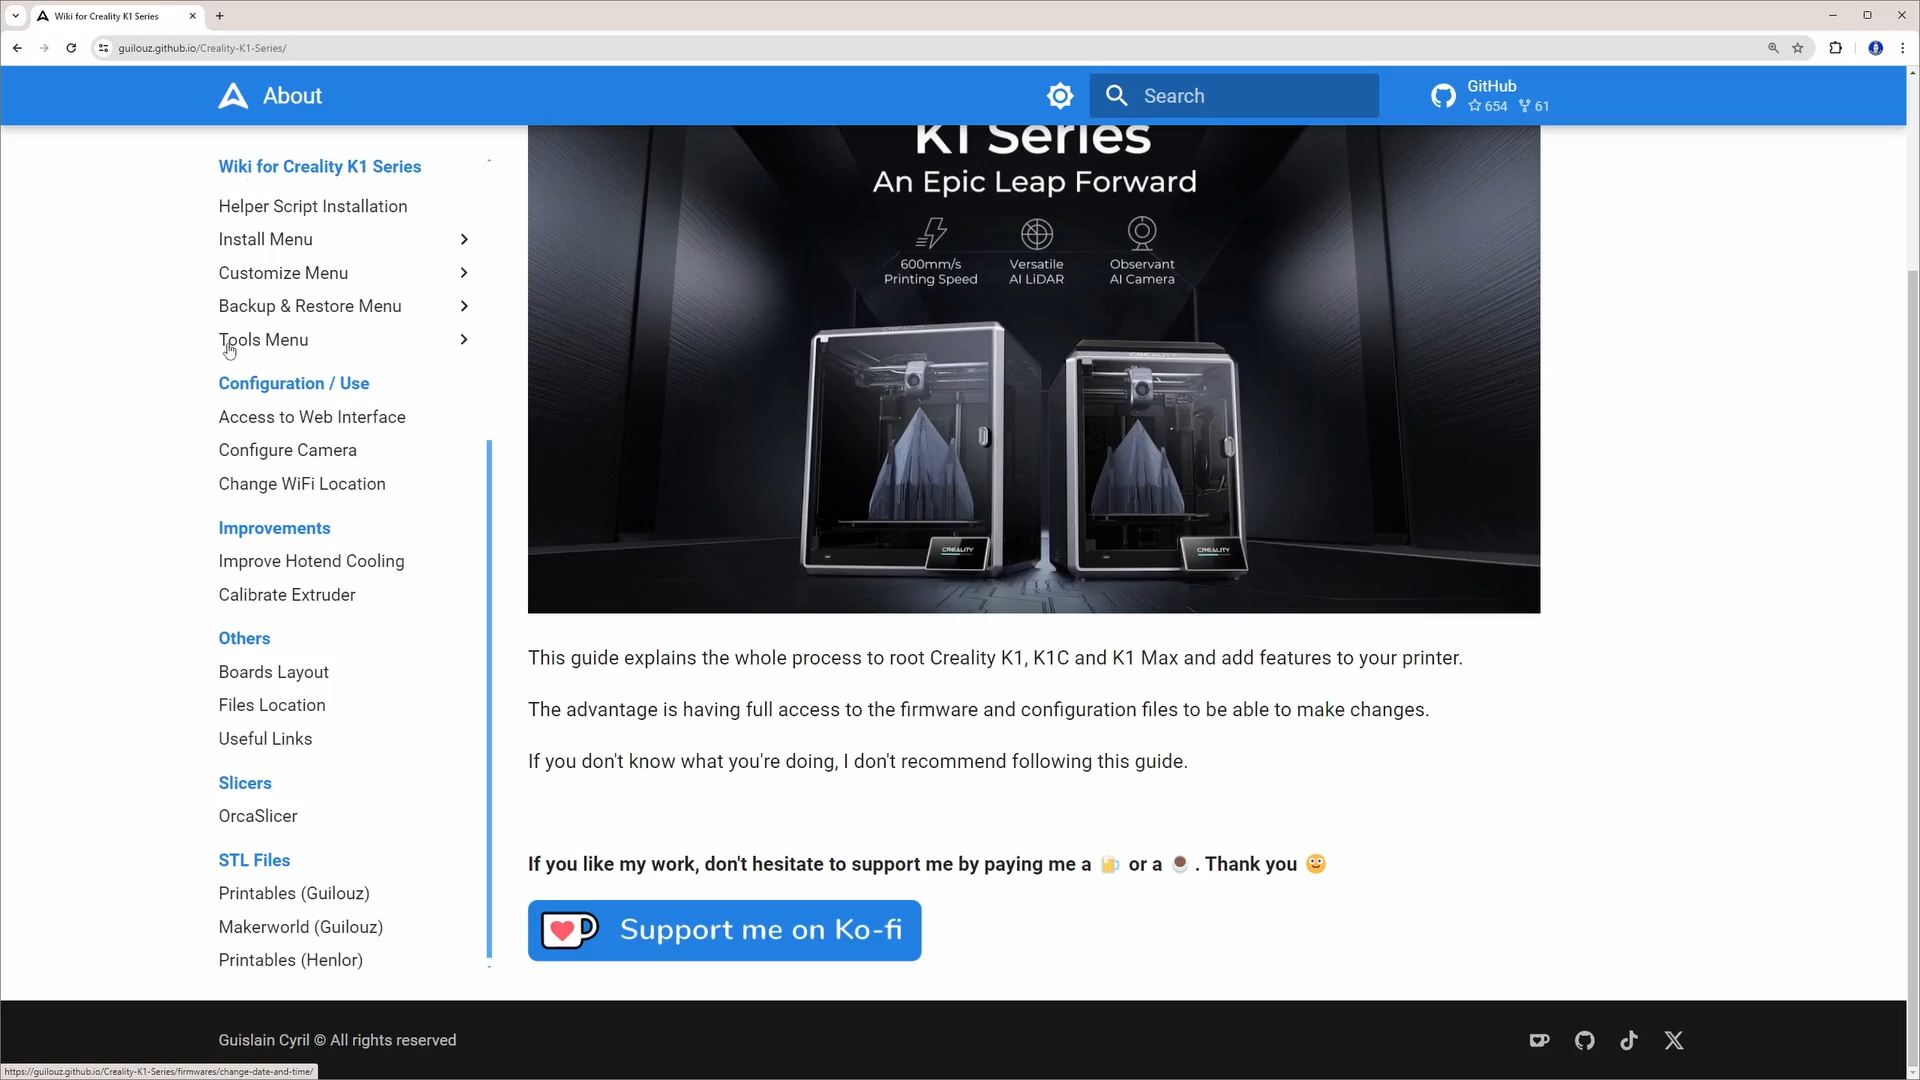 Wiki for Creality K1 Series
guilouz.github.io/Creality-K1-Series/
About
Search
GitHub
654 61
Wiki for Creality K1 Series
Helper Script Installation
Install Menu
Customize Menu
Backup & Restore Menu
Tools Menu
Configuration / Use
Access to Web Interface
Configure Camera
Change WiFi Location
Improvements
Improve Hotend Cooling
Calibrate Extruder
Others
Boards Layout
Files Location
Useful Links
Slicers
OrcaSlicer
STL Files
Printables (Guilouz)
Makerworld (Guilouz)
Printables (Henlor)
K1 Series
An Epic Leap Forward
600mm/s
Printing Speed
Versatile
AI LiDAR
Observant
AI Camera
CREALITY
CREALITY
CREALITY
CREALITY
This guide explains the whole process to root Creality K1, K1C and K1 Max and add features to your printer.
The advantage is having full access to the firmware and configuration files to be able to make changes.
If you don't know what you're doing, I don't recommend following this guide.
If you like my work, don't hesitate to support me by paying me a 🍺 or a ☕ . Thank you 🙂
Support me on Ko-fi
Guislain Cyril © All rights reserved
https://guilouz.github.io/Creality-K1-Series/firmwares/change-date-and-time/